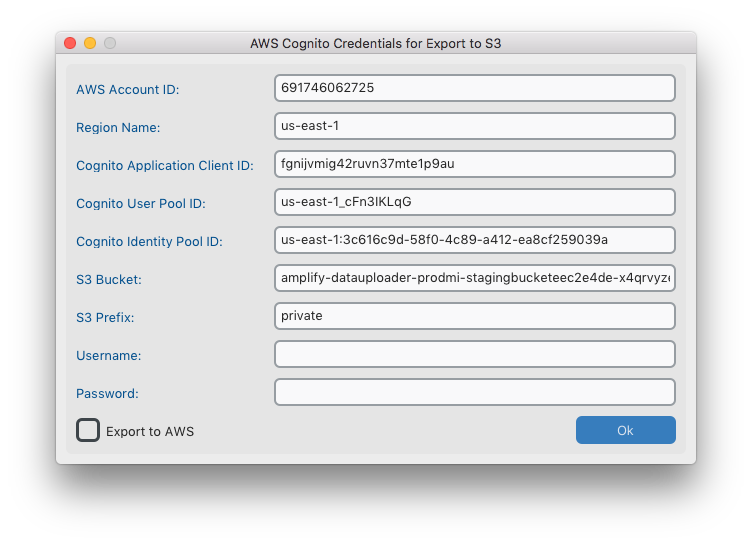 AWS Cognito Credentials for Export to S3
AWS Account ID: 691746062725
Region Name: us-east-1
Cognito Application Client ID: fgnijvmig42ruvn37mte1p9au
Cognito User Pool ID: us-east-1_cFn3IKLqG
Cognito Identity Pool ID: us-east-1:3c616c9d-58f0-4c89-a412-ea8cf259039a
S3 Bucket: amplify-datauploader-prodmi-stagingbucketeec2e4de-x4qrvyze
S3 Prefix: private
Username:
Password:
Export to AWS Ok